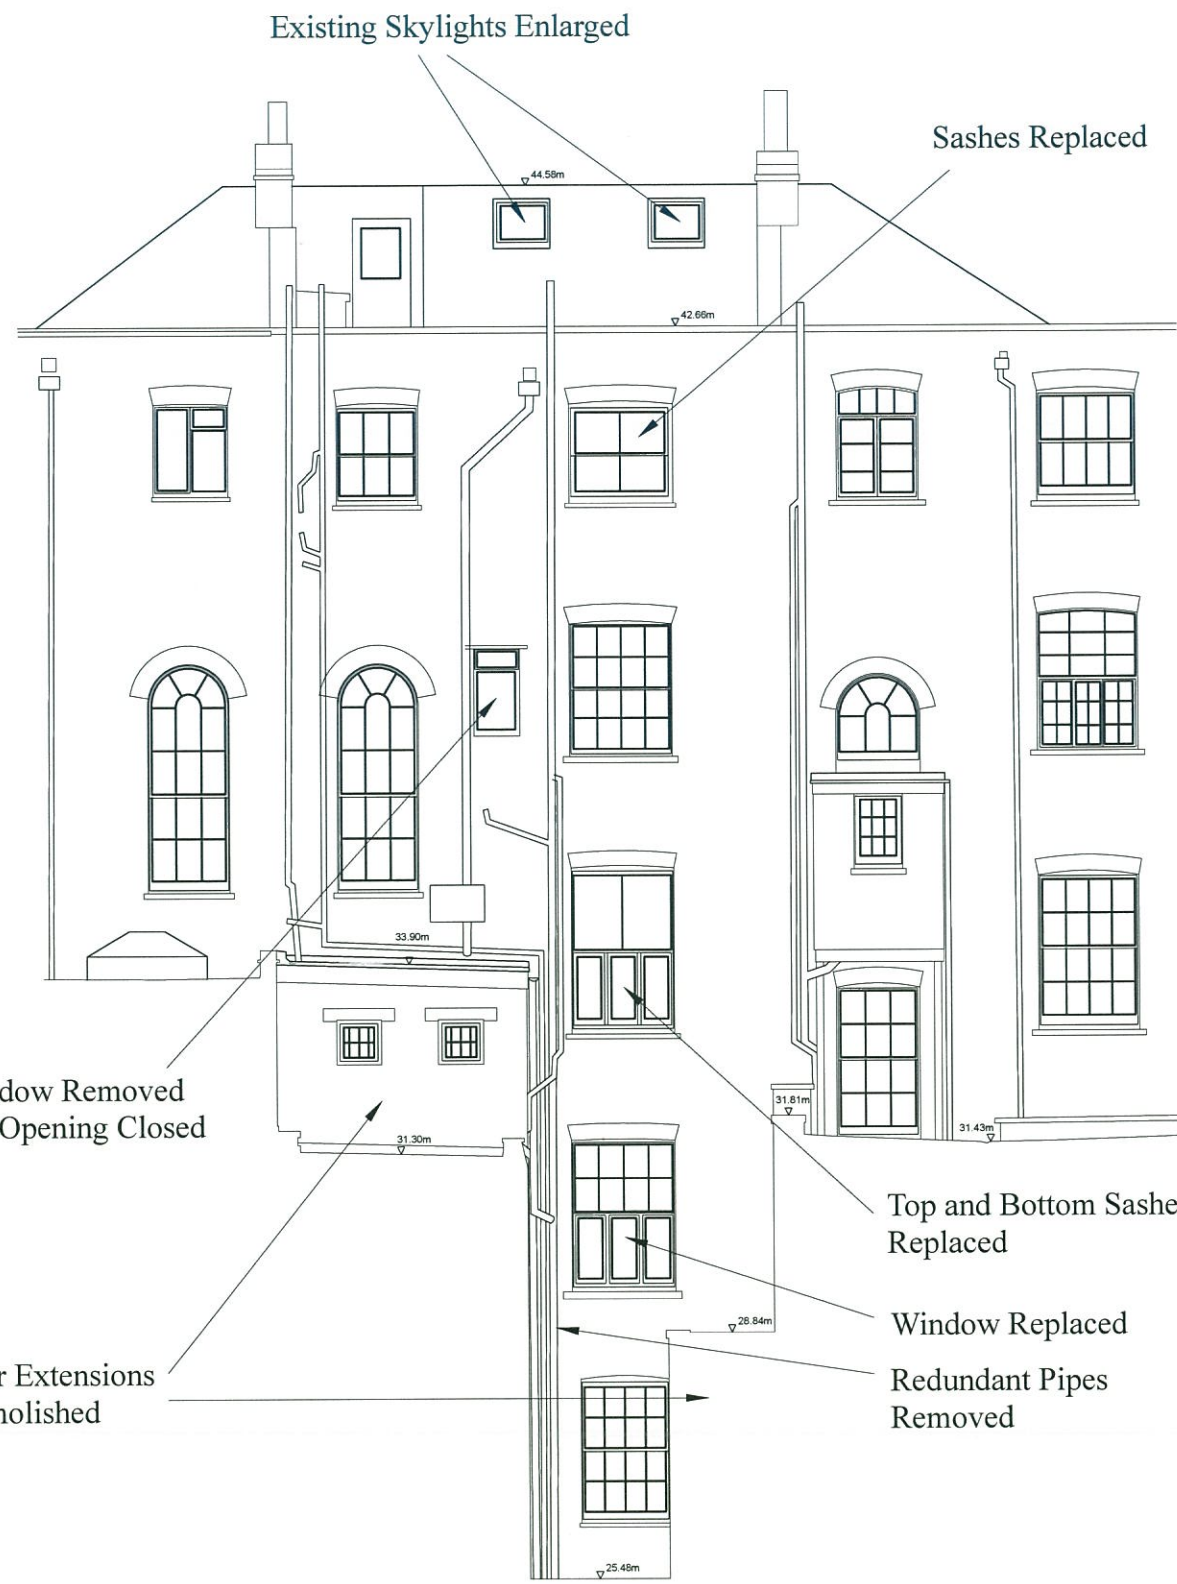 Existing Skylights Enlarged
Sashes Replaced
44.58m
42.66m
33.90m
dow Removed
Opening Closed
31.30m
31.81m
31.43m
Top and Bottom Sashe
Replaced
28.84m
Window Replaced
r Extensions
nolished
Redundant Pipes
Removed
25.48m